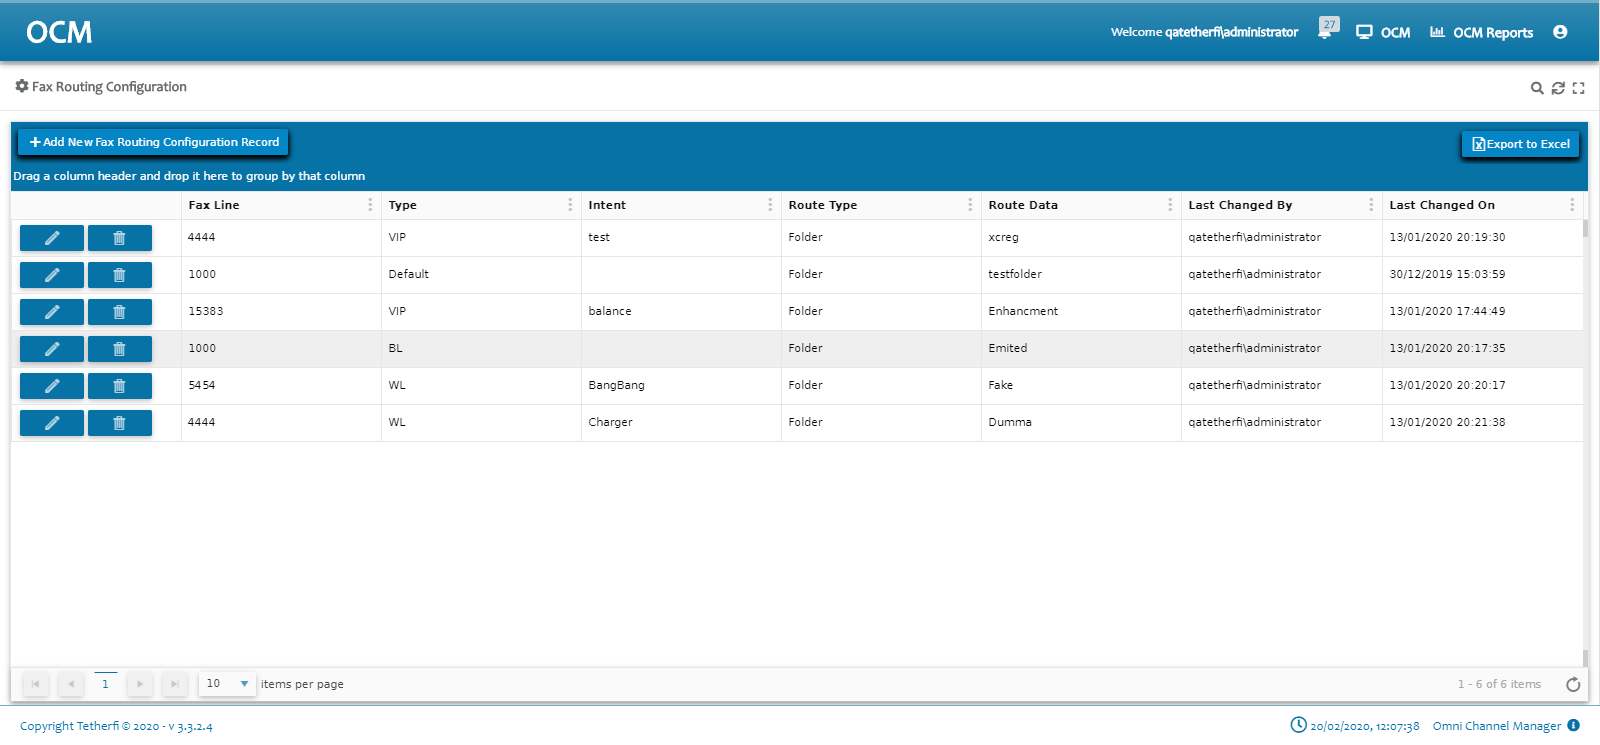 OCM
Welcome qatetherfi\administrator 27 OCM OCM Reports
Fax Routing Configuration
Add New Fax Routing Configuration Record Export to Excel
Drag a column header and drop it here to group by that column
Fax Line Type Intent Route Type Route Data Last Changed By Last Changed On
4444 VIP test Folder xcreg qatetherfi\administrator 13/01/2020 20:19:30
1000 Default Folder testfolder qatetherfi\administrator 30/12/2019 15:03:59
15383 VIP balance Folder Enhancment qatetherfi\administrator 13/01/2020 17:44:49
1000 BL Folder Emited qatetherfi\administrator 13/01/2020 20:17:35
5454 WL BangBang Folder Fake qatetherfi\administrator 13/01/2020 20:20:17
4444 WL Charger Folder Dumma qatetherfi\administrator 13/01/2020 20:21:38
1 10 items per page 1 - 6 of 6 items
Copyright Tetherfi © 2020 - v 3.3.2.4 20/02/2020, 12:07:38 Omni Channel Manager